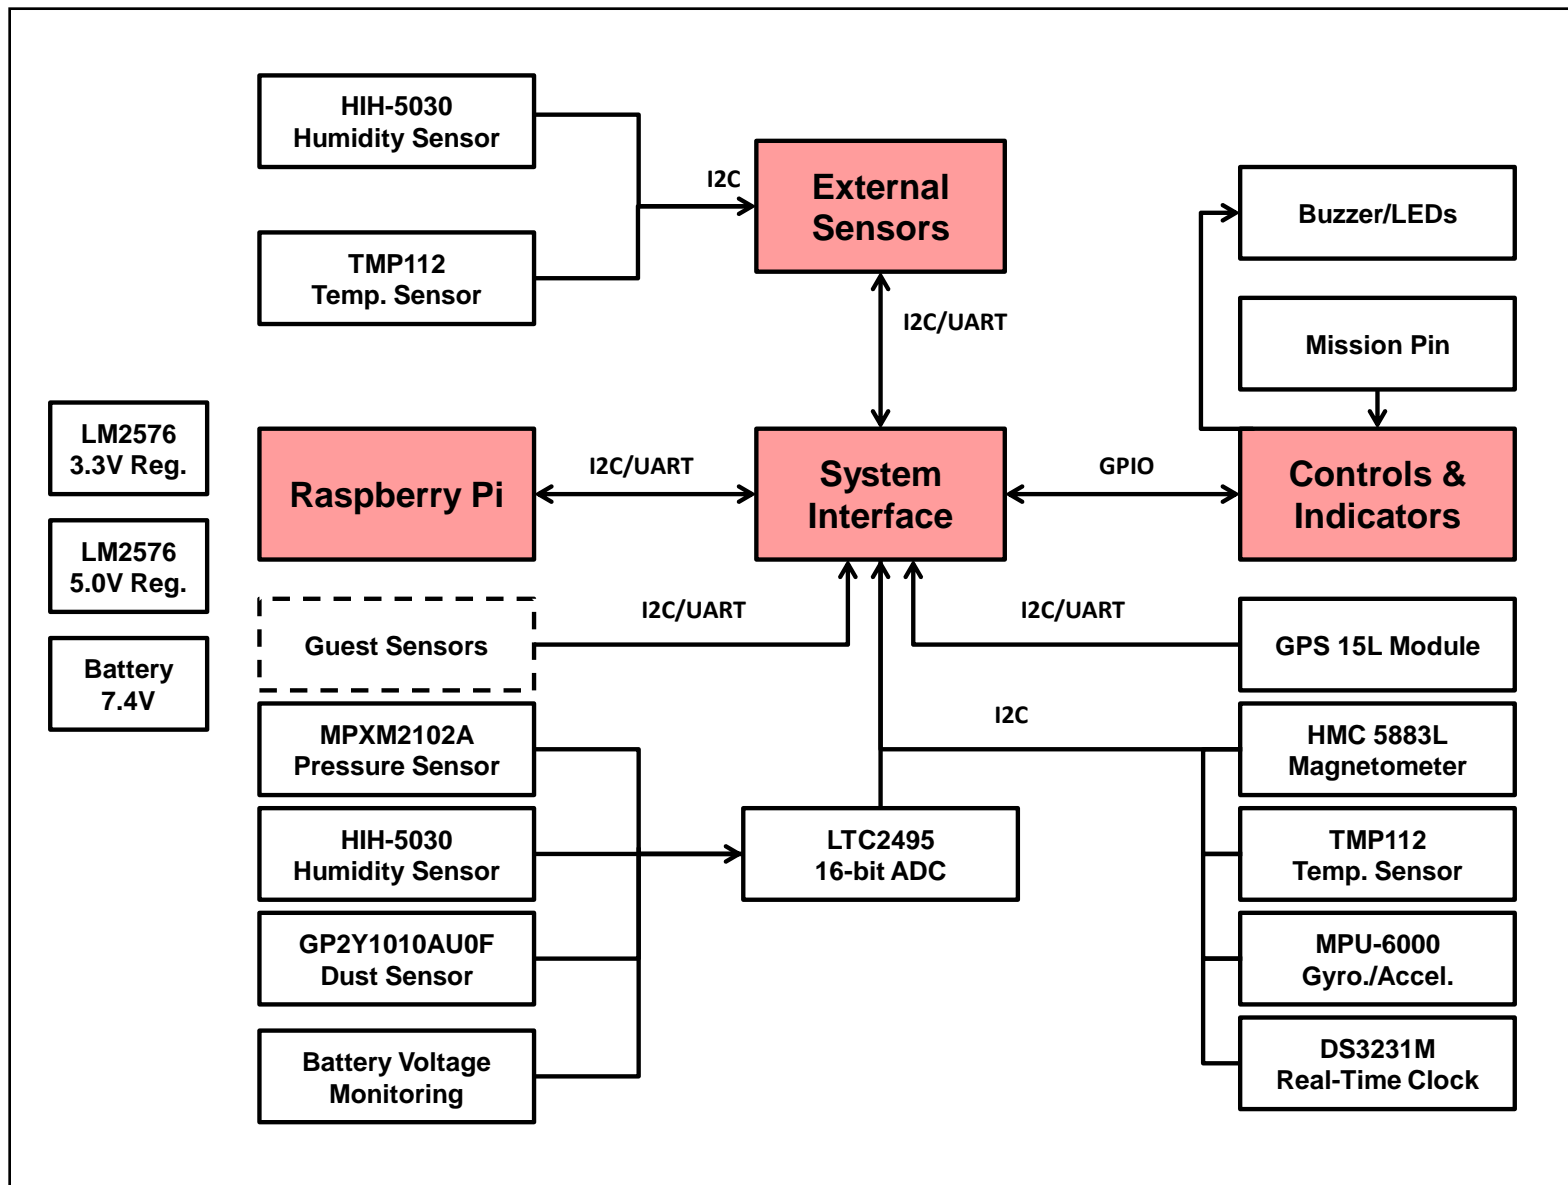 HIH-5030
Humidity Sensor
I2C
External
Sensors
Buzzer/LEDs
TMP112
Temp. Sensor
I2C/UART
Mission Pin
LM2576
3.3V Reg.
Raspberry Pi
I2C/UART
System
Interface
GPIO
Controls &
Indicators
LM2576
5.0V Reg.
Guest Sensors
I2C/UART
I2C/UART
GPS 15L Module
Battery
7.4V
MPXM2102A
Pressure Sensor
I2C
HMC 5883L
Magnetometer
HIH-5030
Humidity Sensor
LTC2495
16-bit ADC
TMP112
Temp. Sensor
GP2Y1010AU0F
Dust Sensor
MPU-6000
Gyro./Accel.
Battery Voltage
Monitoring
DS3231M
Real-Time Clock